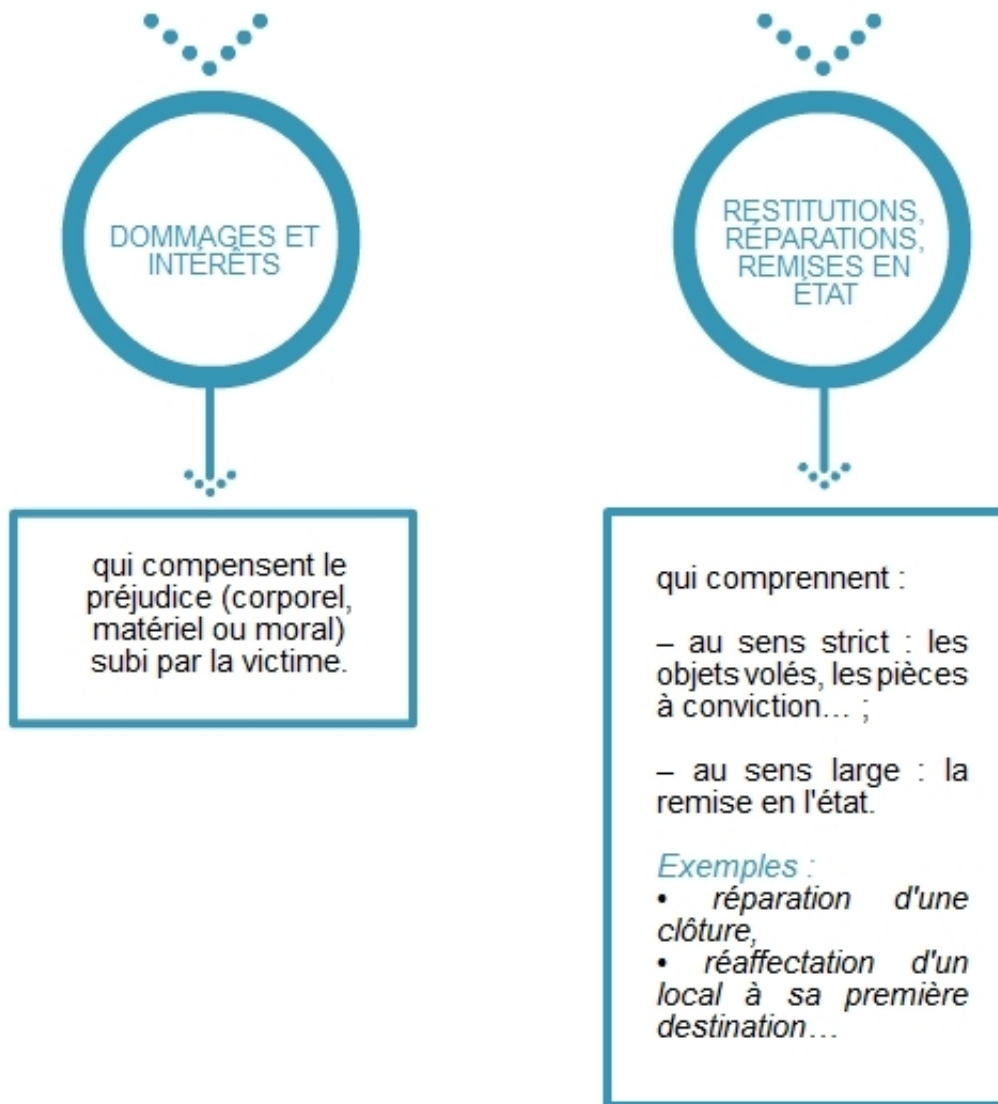 DOMMAGES ET
INTÉRÊTS
qui compensent le
préjudice (corporel,
matériel ou moral)
subi par la victime.
RESTITUTIONS,
RÉPARATIONS,
REMISES EN
ÉTAT
qui comprennent :
– au sens strict : les
objets volés, les pièces
à conviction… ;
– au sens large : la
remise en l'état.
Exemples :
• réparation d'une
clôture,
• réaffectation d'un
local à sa première
destination…